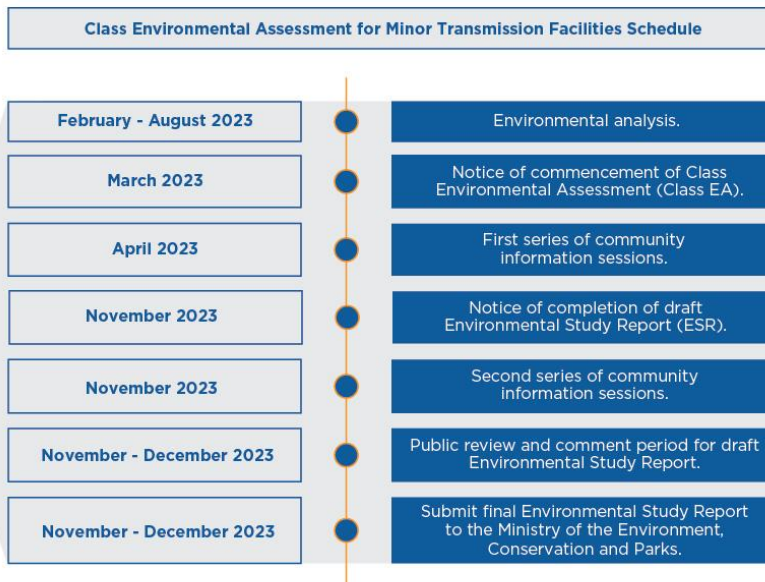 Class Environmental Assessment for Minor Transmission Facilities Schedule
February - August 2023
Environmental analysis.
March 2023
Notice of commencement of Class
Environmental Assessment (Class EA).
April 2023
First series of community
information sessions.
November 2023
Notice of completion of draft
Environmental Study Report (ESR).
November 2023
Second series of community
information sessions.
November - December 2023
Public review and comment period for draft
Environmental Study Report.
November - December 2023
Submit final Environmental Study Report
to the Ministry of the Environment,
Conservation and Parks.